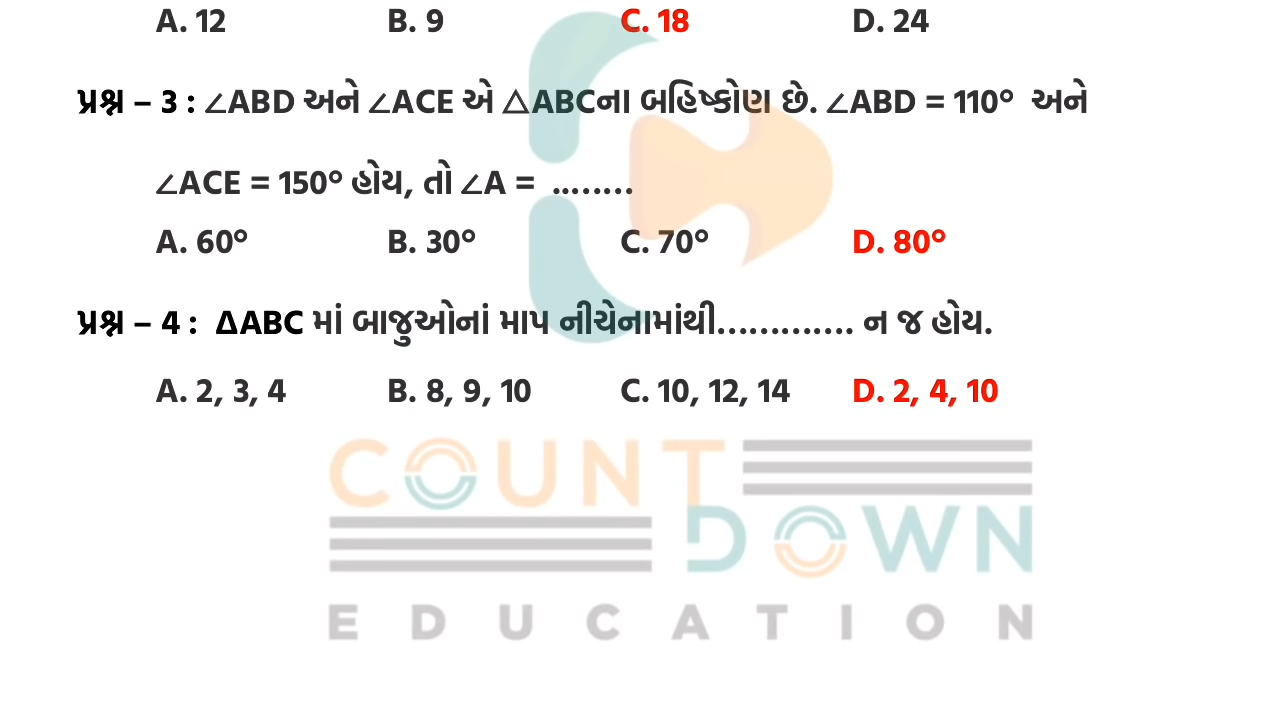 A. 12 B. 9 C. 18 D. 24
પ્રશ્ન – 3 : ∠ABD અને ∠ACE એ △ABCના બહિષ્કોણ છે. ∠ABD = 110° અને
∠ACE = 150° હોય, તો ∠A = ………
A. 60° B. 30° C. 70° D. 80°
પ્રશ્ન – 4 : ΔABC માં બાજુઓનાં માપ નીચેનામાંથી…………. ન જ હોય.
A. 2, 3, 4 B. 8, 9, 10 C. 10, 12, 14 D. 2, 4, 10
COUNT
DOWN
EDUCATION